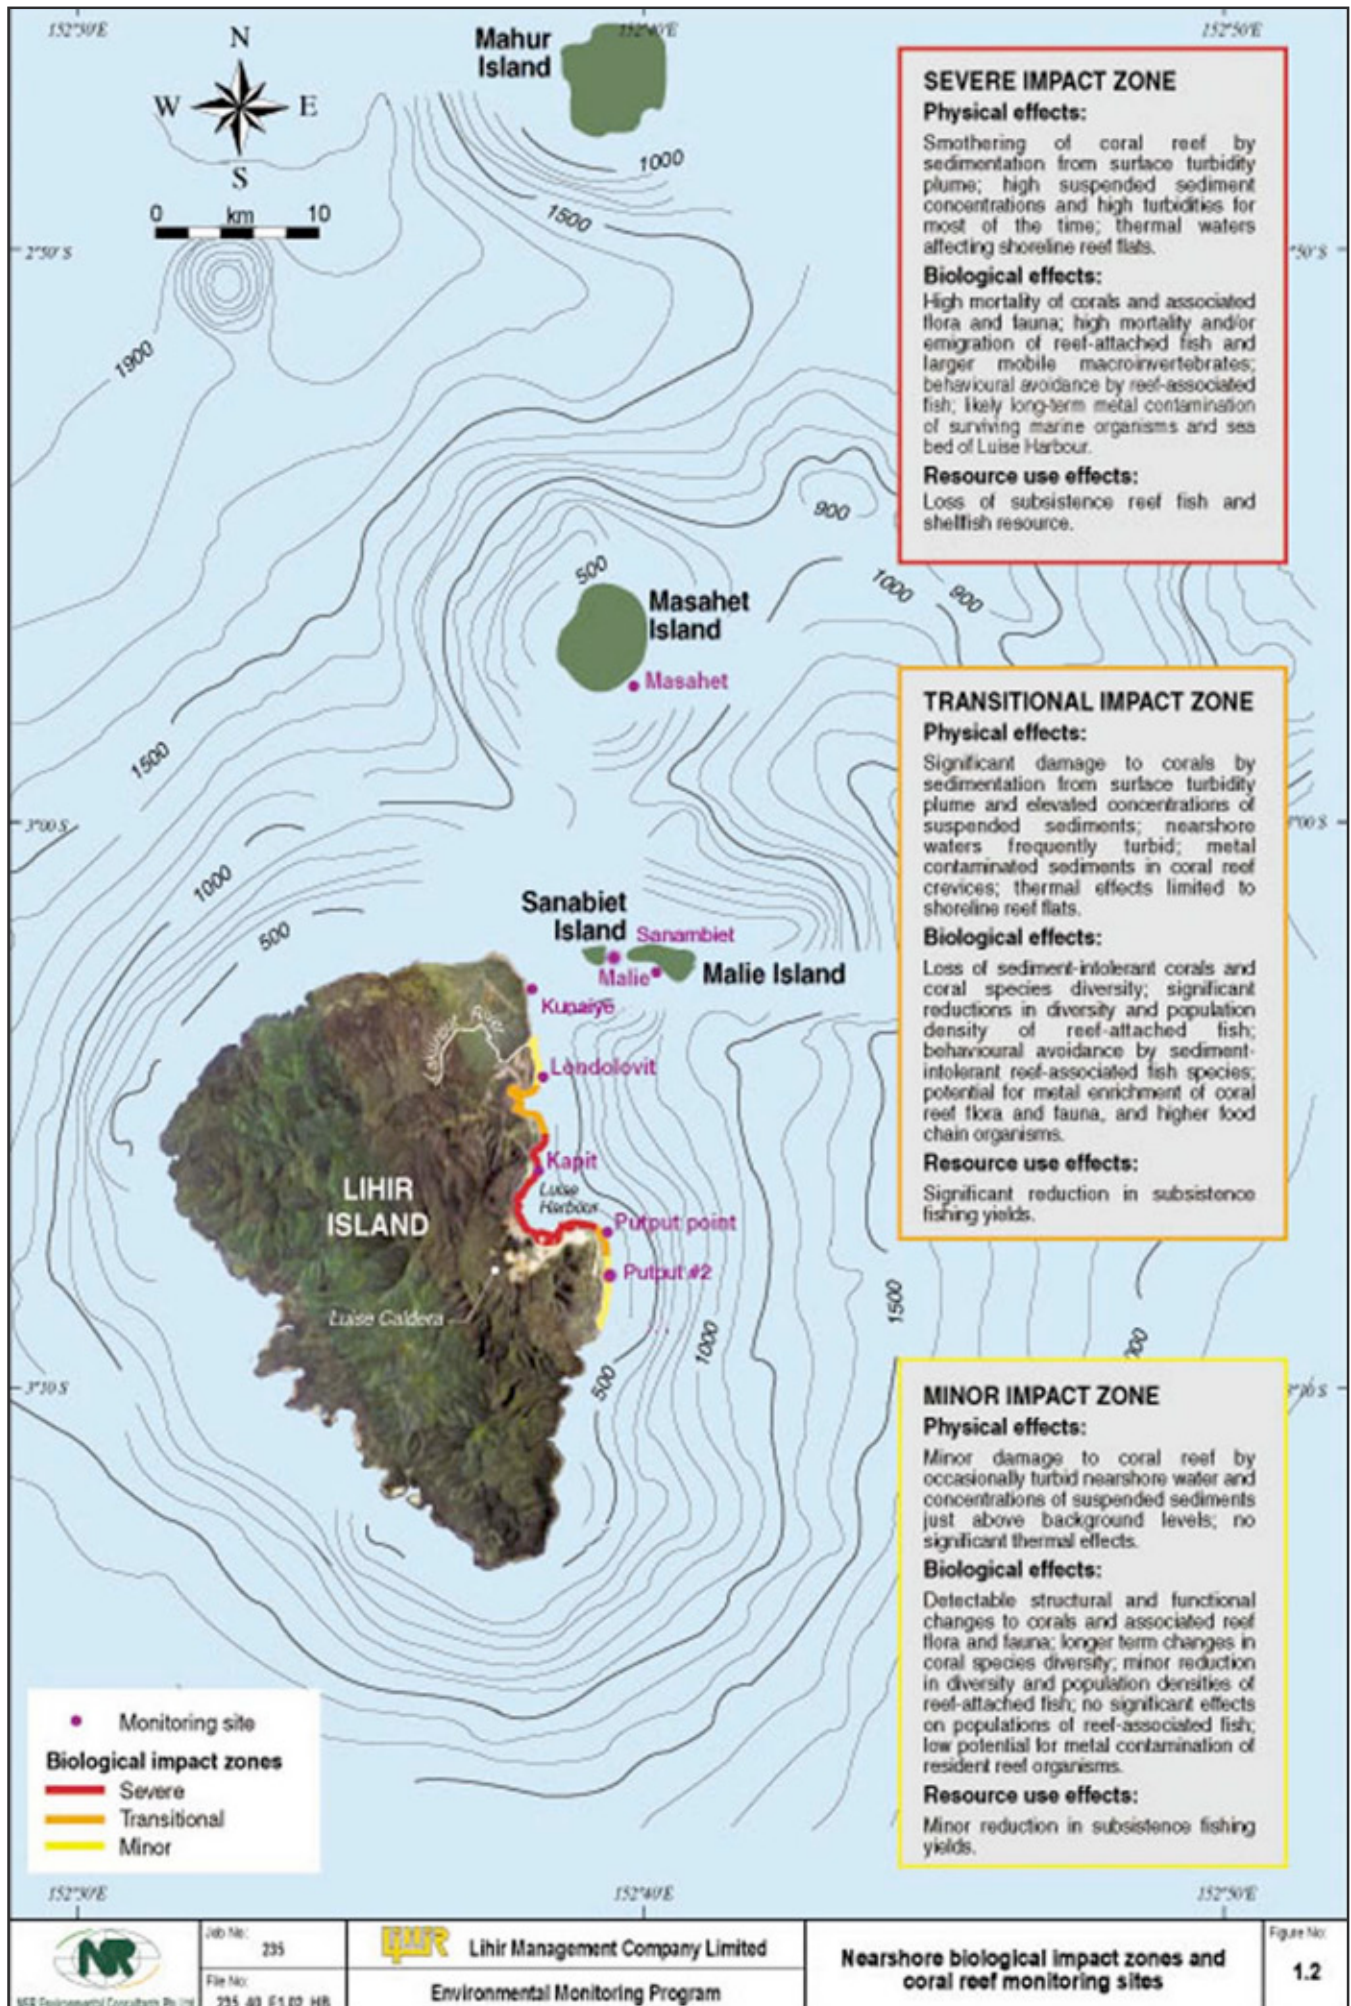 152°30'E
152°40'E
152°50'E
N
W
E
S
0 km 10
Mahur
Island
1000
1500
2°50' S
1900
900
500
1000
900
Masahet
Island
Masahet
1500
3°00 S
1000
500
Sanabiet
Island
Sanambiet
Malie
Malie Island
Kunaiye
River
Londolovit
Kapit
Luise
Harbour
LIHIR
ISLAND
Putput point
Putput #2
Luise Caldera
1500
1000
500
3°10 S
SEVERE IMPACT ZONE
Physical effects:
Smothering of coral reef by
sedimentation from surface turbidity
plume; high suspended sediment
concentrations and high turbidities for
most of the time; thermal waters
affecting shoreline reef flats.
Biological effects:
High mortality of corals and associated
flora and fauna; high mortality and/or
emigration of reef-attached fish and
larger mobile macroinvertebrates;
behavioural avoidance by reef-associated
fish; likely long-term metal contamination
of surviving marine organisms and sea
bed of Luise Harbour.
Resource use effects:
Loss of subsistence reef fish and
shellfish resource.
TRANSITIONAL IMPACT ZONE
Physical effects:
Significant damage to corals by
sedimentation from surface turbidity
plume and elevated concentrations of
suspended sediments; nearshore
waters frequently turbid; metal
contaminated sediments in coral reef
crevices; thermal effects limited to
shoreline reef flats.
Biological effects:
Loss of sediment-intolerant corals and
coral species diversity; significant
reductions in diversity and population
density of reef-attached fish;
behavioural avoidance by sediment-
intolerant reef-associated fish species;
potential for metal enrichment of coral
reef flora and fauna, and higher food
chain organisms.
Resource use effects:
Significant reduction in subsistence
fishing yields.
MINOR IMPACT ZONE
Physical effects:
Minor damage to coral reef by
occasionally turbid nearshore water and
concentrations of suspended sediments
just above background levels; no
significant thermal effects.
Biological effects:
Detectable structural and functional
changes to corals and associated reef
flora and fauna; longer term changes in
coral species diversity; minor reduction
in diversity and population densities of
reef-attached fish; no significant effects
on populations of reef-associated fish;
low potential for metal contamination of
resident reef organisms.
Resource use effects:
Minor reduction in subsistence fishing
yields.
Monitoring site
Biological impact zones
Severe
Transitional
Minor
152°30'E
152°40'E
152°50'E
NR
NSR Environmental Consultants Pty Ltd
Job No:
235
File No:
LIHIR
Lihir Management Company Limited
Environmental Monitoring Program
Nearshore biological impact zones and
coral reef monitoring sites
Figure No:
1.2